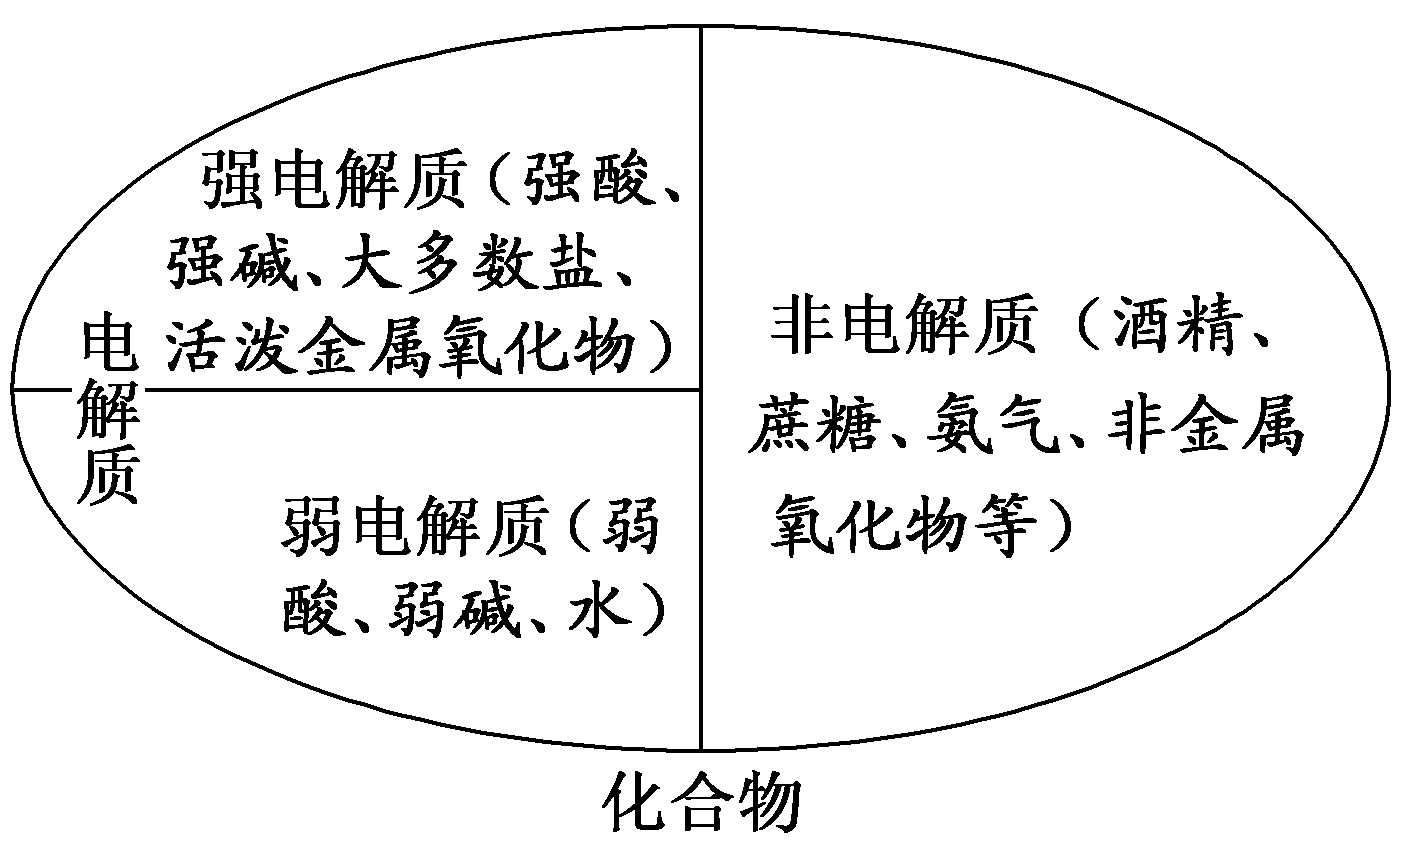 强电解质（强酸、
强碱、大多数盐、
活泼金属氧化物）
电解质
弱电解质（弱
酸、弱碱、水）
非电解质（酒精、
蔗糖、氨气、非金属
氧化物等）
化合物